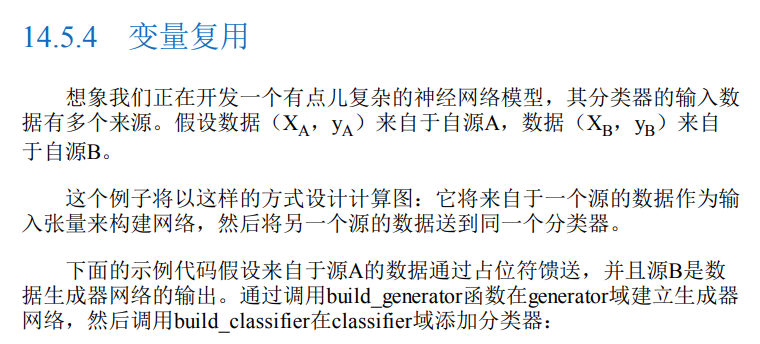 14.5.4 变量复用
想象我们正在开发一个有点儿复杂的神经网络模型，其分类器的输入数
据有多个来源。假设数据（X_A，y_A）来自于自源A，数据（X_B，y_B）来自
于自源B。
这个例子将以这样的方式设计计算图：它将来自于一个源的数据作为输
入张量来构建网络，然后将另一个源的数据送到同一个分类器。
下面的示例代码假设来自于源A的数据通过占位符馈送，并且源B是数
据生成器网络的输出。通过调用build_generator函数在generator域建立生成器
网络，然后调用build_classifier在classifier域添加分类器：